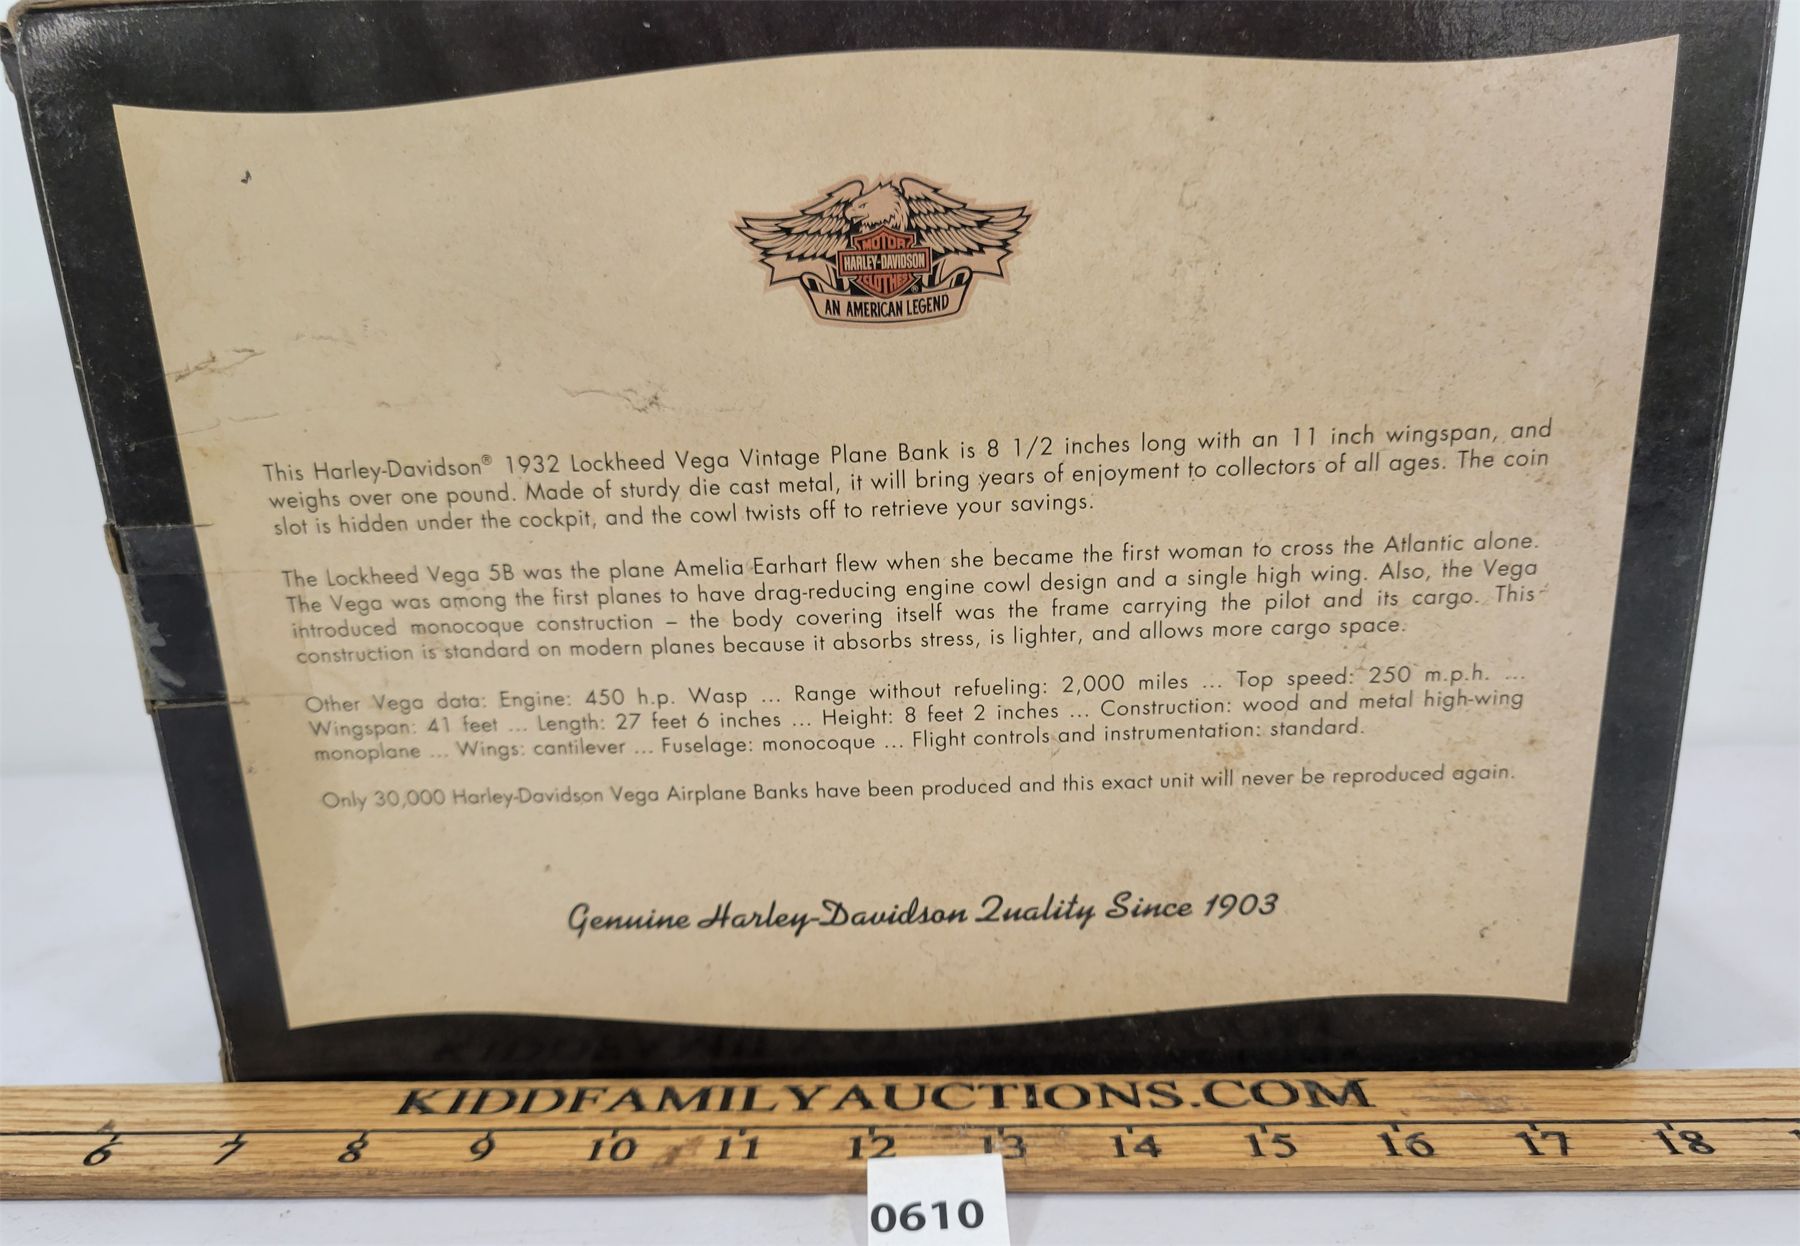 MOTOR
HARLEY-DAVIDSON
CLOTHES
®
AN AMERICAN LEGEND
This Harley-Davidson® 1932 Lockheed Vega Vintage Plane Bank is 8 1/2 inches long with an 11 inch wingspan, and
weighs over one pound. Made of sturdy die cast metal, it will bring years of enjoyment to collectors of all ages. The coin
slot is hidden under the cockpit, and the cowl twists off to retrieve your savings.
The Lockheed Vega 5B was the plane Amelia Earhart flew when she became the first woman to cross the Atlantic alone.
The Vega was among the first planes to have drag-reducing engine cowl design and a single high wing. Also, the Vega
introduced monocoque construction – the body covering itself was the frame carrying the pilot and its cargo. This
construction is standard on modern planes because it absorbs stress, is lighter, and allows more cargo space.
Other Vega data: Engine: 450 h.p. Wasp ... Range without refueling: 2,000 miles ... Top speed: 250 m.p.h. ...
Wingspan: 41 feet ... Length: 27 feet 6 inches ... Height: 8 feet 2 inches ... Construction: wood and metal high-wing
monoplane ... Wings: cantilever ... Fuselage: monocoque ... Flight controls and instrumentation: standard.
Only 30,000 Harley-Davidson Vega Airplane Banks have been produced and this exact unit will never be reproduced again.
Genuine Harley-Davidson Quality Since 1903
KIDDFAMILYAUCTIONS.COM
6 7 8 9 10 11 12 13 14 15 16 17 18
0610